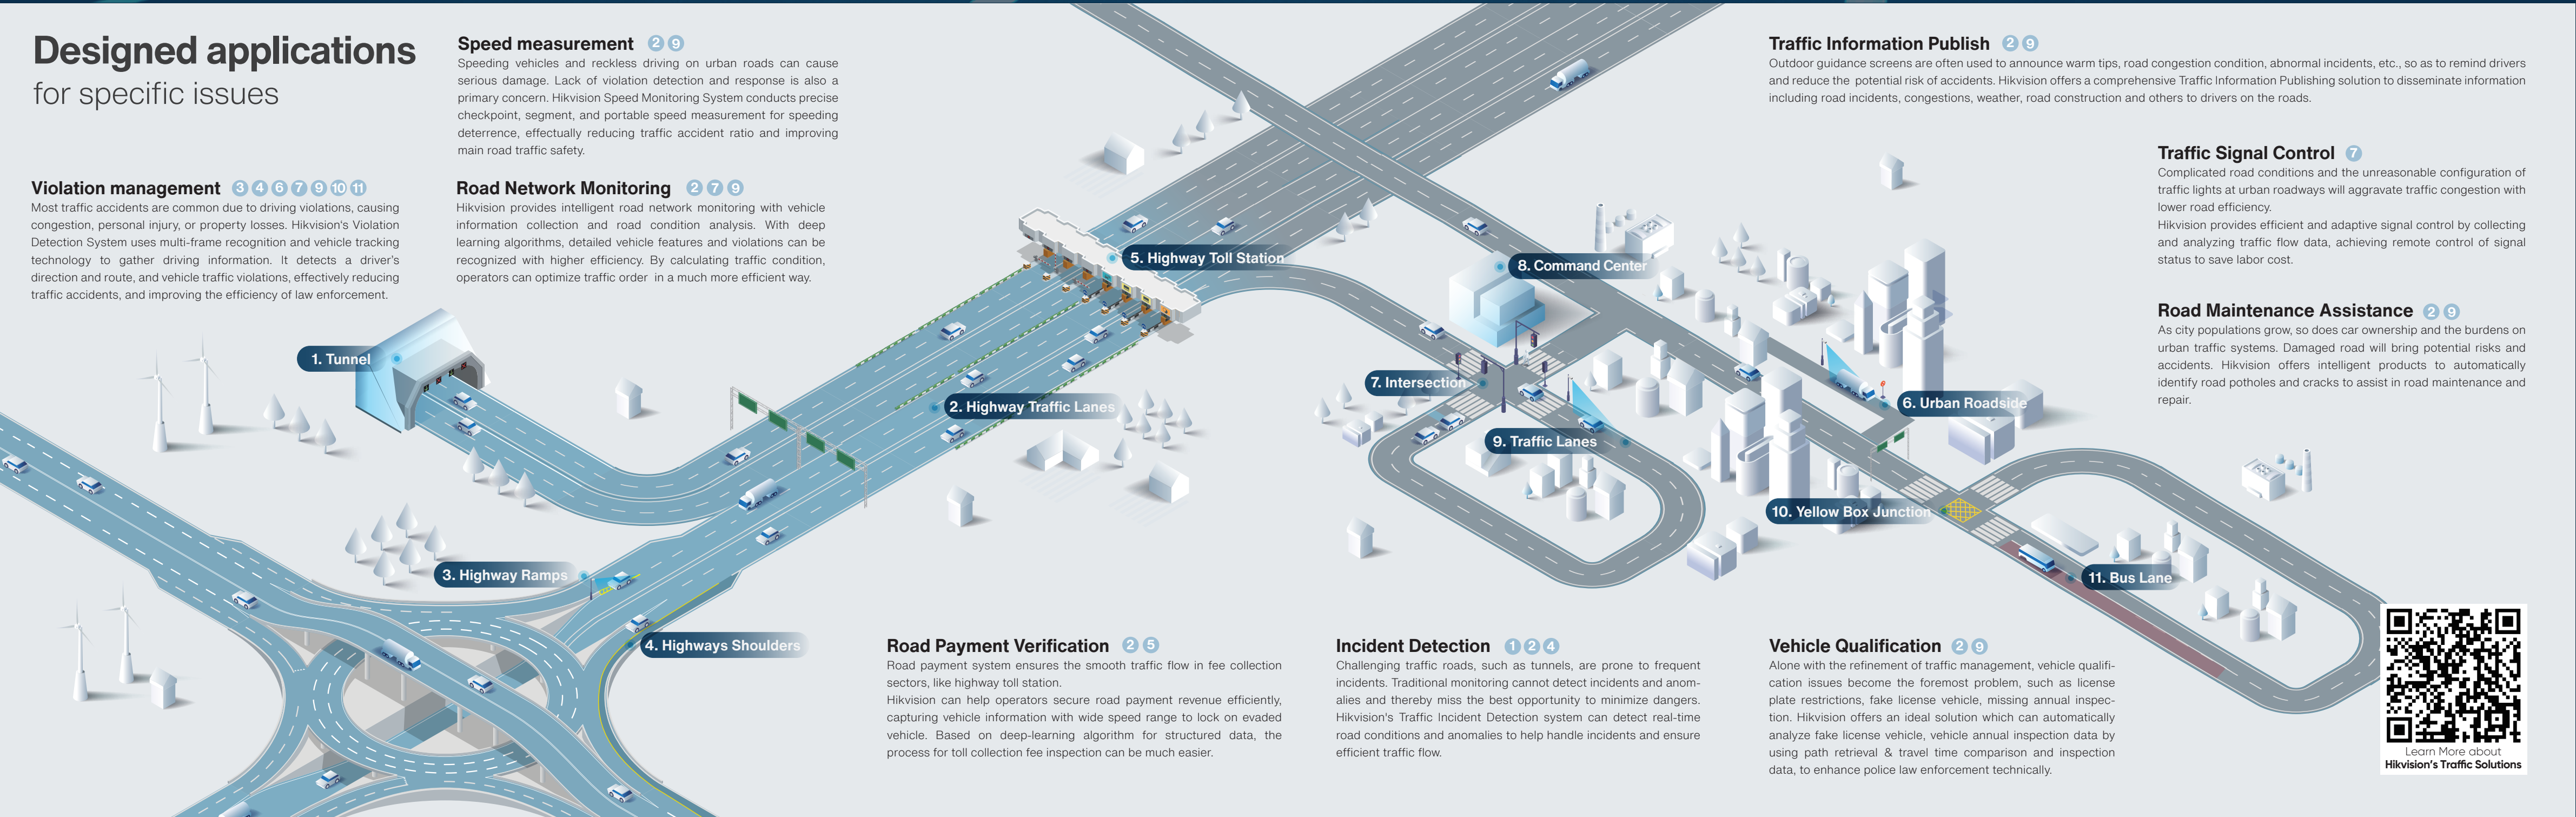 Designed applications
for specific issues
Speed measurement 2 9
Speeding vehicles and reckless driving on urban roads can cause
serious damage. Lack of violation detection and response is also a
primary concern. Hikvision Speed Monitoring System conducts precise
checkpoint, segment, and portable speed measurement for speeding
deterrence, effectually reducing traffic accident ratio and improving
main road traffic safety.
Violation management 3 4 6 7 9 10 11
Most traffic accidents are common due to driving violations, causing
congestion, personal injury, or property losses. Hikvision's Violation
Detection System uses multi-frame recognition and vehicle tracking
technology to gather driving information. It detects a driver's
direction and route, and vehicle traffic violations, effectively reducing
traffic accidents, and improving the efficiency of law enforcement.
Road Network Monitoring 2 7 9
Hikvision provides intelligent road network monitoring with vehicle
information collection and road condition analysis. With deep
learning algorithms, detailed vehicle features and violations can be
recognized with higher efficiency. By calculating traffic condition,
operators can optimize traffic order in a much more efficient way.
Traffic Information Publish 2 9
Outdoor guidance screens are often used to announce warm tips, road congestion condition, abnormal incidents, etc., so as to remind drivers
and reduce the potential risk of accidents. Hikvision offers a comprehensive Traffic Information Publishing solution to disseminate information
including road incidents, congestions, weather, road construction and others to drivers on the roads.
Traffic Signal Control 7
Complicated road conditions and the unreasonable configuration of
traffic lights at urban roadways will aggravate traffic congestion with
lower road efficiency.
Hikvision provides efficient and adaptive signal control by collecting
and analyzing traffic flow data, achieving remote control of signal
status to save labor cost.
Road Maintenance Assistance 2 9
As city populations grow, so does car ownership and the burdens on
urban traffic systems. Damaged road will bring potential risks and
accidents. Hikvision offers intelligent products to automatically
identify road potholes and cracks to assist in road maintenance and
repair.
1. Tunnel
2. Highway Traffic Lanes
3. Highway Ramps
4. Highways Shoulders
5. Highway Toll Station
6. Urban Roadside
7. Intersection
8. Command Center
9. Traffic Lanes
10. Yellow Box Junction
11. Bus Lane
Road Payment Verification 2 5
Road payment system ensures the smooth traffic flow in fee collection
sectors, like highway toll station.
Hikvision can help operators secure road payment revenue efficiently,
capturing vehicle information with wide speed range to lock on evaded
vehicle. Based on deep-learning algorithm for structured data, the
process for toll collection fee inspection can be much easier.
Incident Detection 1 2 4
Challenging traffic roads, such as tunnels, are prone to frequent
incidents. Traditional monitoring cannot detect incidents and anom-
alies and thereby miss the best opportunity to minimize dangers.
Hikvision's Traffic Incident Detection system can detect real-time
road conditions and anomalies to help handle incidents and ensure
efficient traffic flow.
Vehicle Qualification 2 9
Alone with the refinement of traffic management, vehicle qualifi-
cation issues become the foremost problem, such as license
plate restrictions, fake license vehicle, missing annual inspec-
tion. Hikvision offers an ideal solution which can automatically
analyze fake license vehicle, vehicle annual inspection data by
using path retrieval & travel time comparison and inspection
data, to enhance police law enforcement technically.
Learn More about
Hikvision's Traffic Solutions